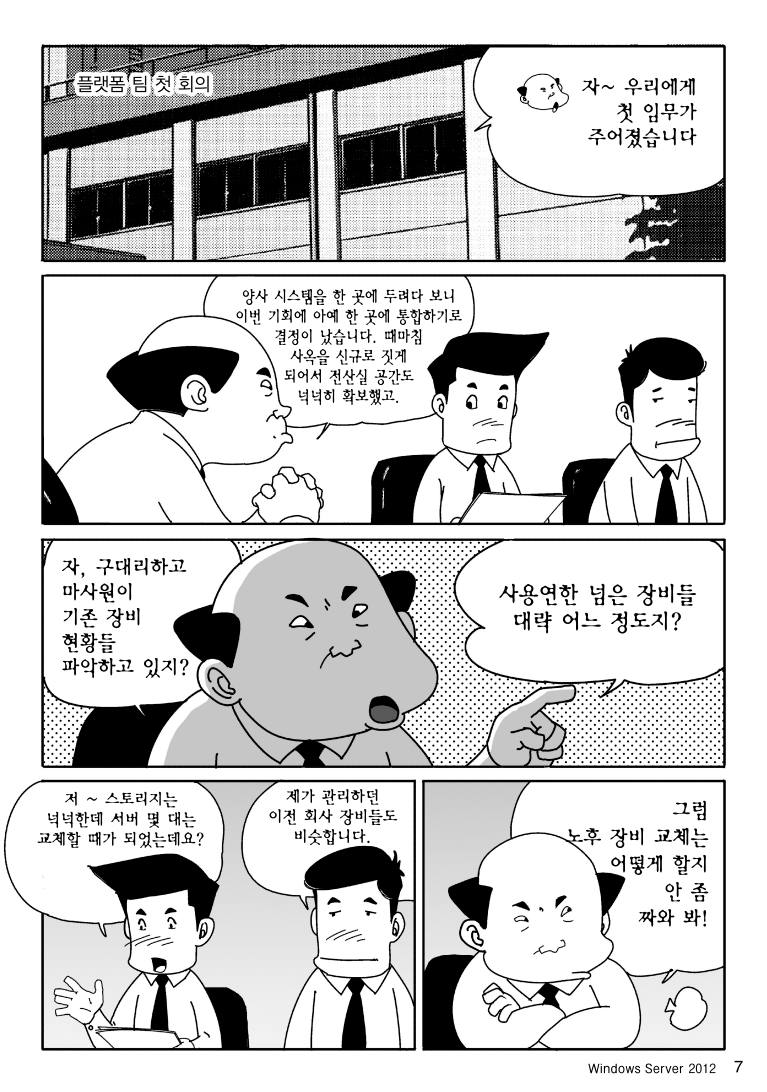 플랫폼 팀 첫 회의
자~ 우리에게
첫 임무가
주어졌습니다
양사 시스템을 한 곳에 두려다 보니
이번 기회에 아예 한 곳에 통합하기로
결정이 났습니다. 때마침
사옥을 신규로 짓게
되어서 전산실 공간도
넉넉히 확보했고.
자, 구대리하고
마사원이
기존 장비
현황들
파악하고 있지?
사용연한 넘은 장비들
대략 어느 정도지?
저 ~ 스토리지는
넉넉한데 서버 몇 대는
교체할 때가 되었는데요?
제가 관리하던
이전 회사 장비들도
비슷합니다.
그럼
노후 장비 교체는
어떻게 할지
안 좀
짜와 봐!
Windows Server 2012 7